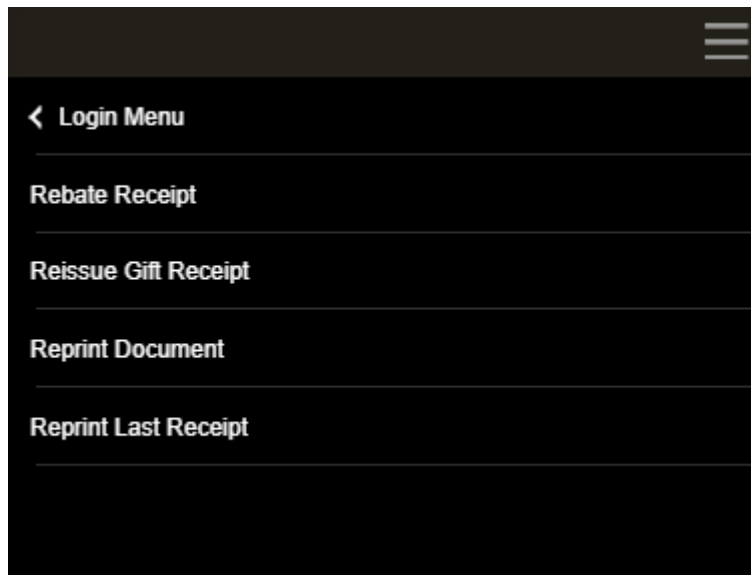 Login Menu
Rebate Receipt
Reissue Gift Receipt
Reprint Document
Reprint Last Receipt